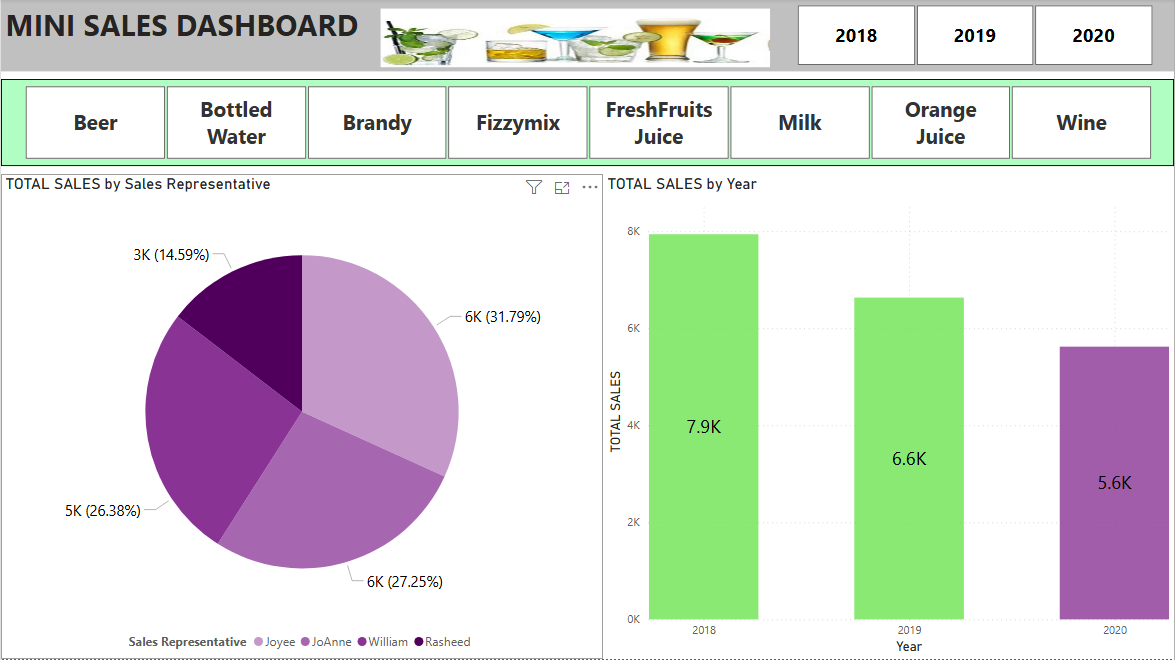 MINI SALES DASHBOARD
2018
2019
2020
Beer
Bottled
Water
Brandy
Fizzymix
FreshFruits
Juice
Milk
Orange
Juice
Wine
TOTAL SALES by Sales Representative
3K (14.59%)
6K (31.79%)
5K (26.38%)
6K (27.25%)
Sales Representative Joyee JoAnne William Rasheed
TOTAL SALES by Year
TOTAL SALES
8K
6K
4K
2K
0K
7.9K
6.6K
5.6K
2018
2019
2020
Year